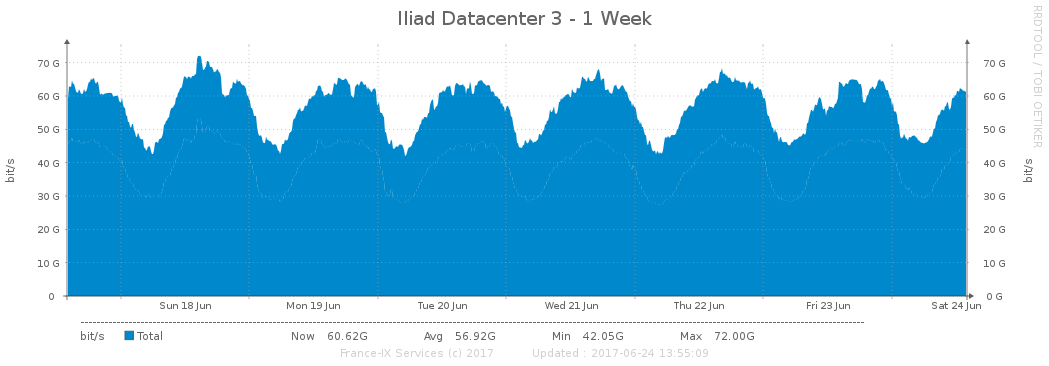 Iliad Datacenter 3 - 1 Week
RRDTOOL / TOBI OETIKER
bit/s
70 G
60 G
50 G
40 G
30 G
20 G
10 G
0
70 G
60 G
50 G
40 G
30 G
20 G
10 G
0 G
bit/s
Sun 18 Jun Mon 19 Jun Tue 20 Jun Wed 21 Jun Thu 22 Jun Fri 23 Jun Sat 24 Jun
bit/s Total Now 60.62G Avg 56.92G Min 42.05G Max 72.00G
France-IX Services (c) 2017 Updated : 2017-06-24 13:55:09